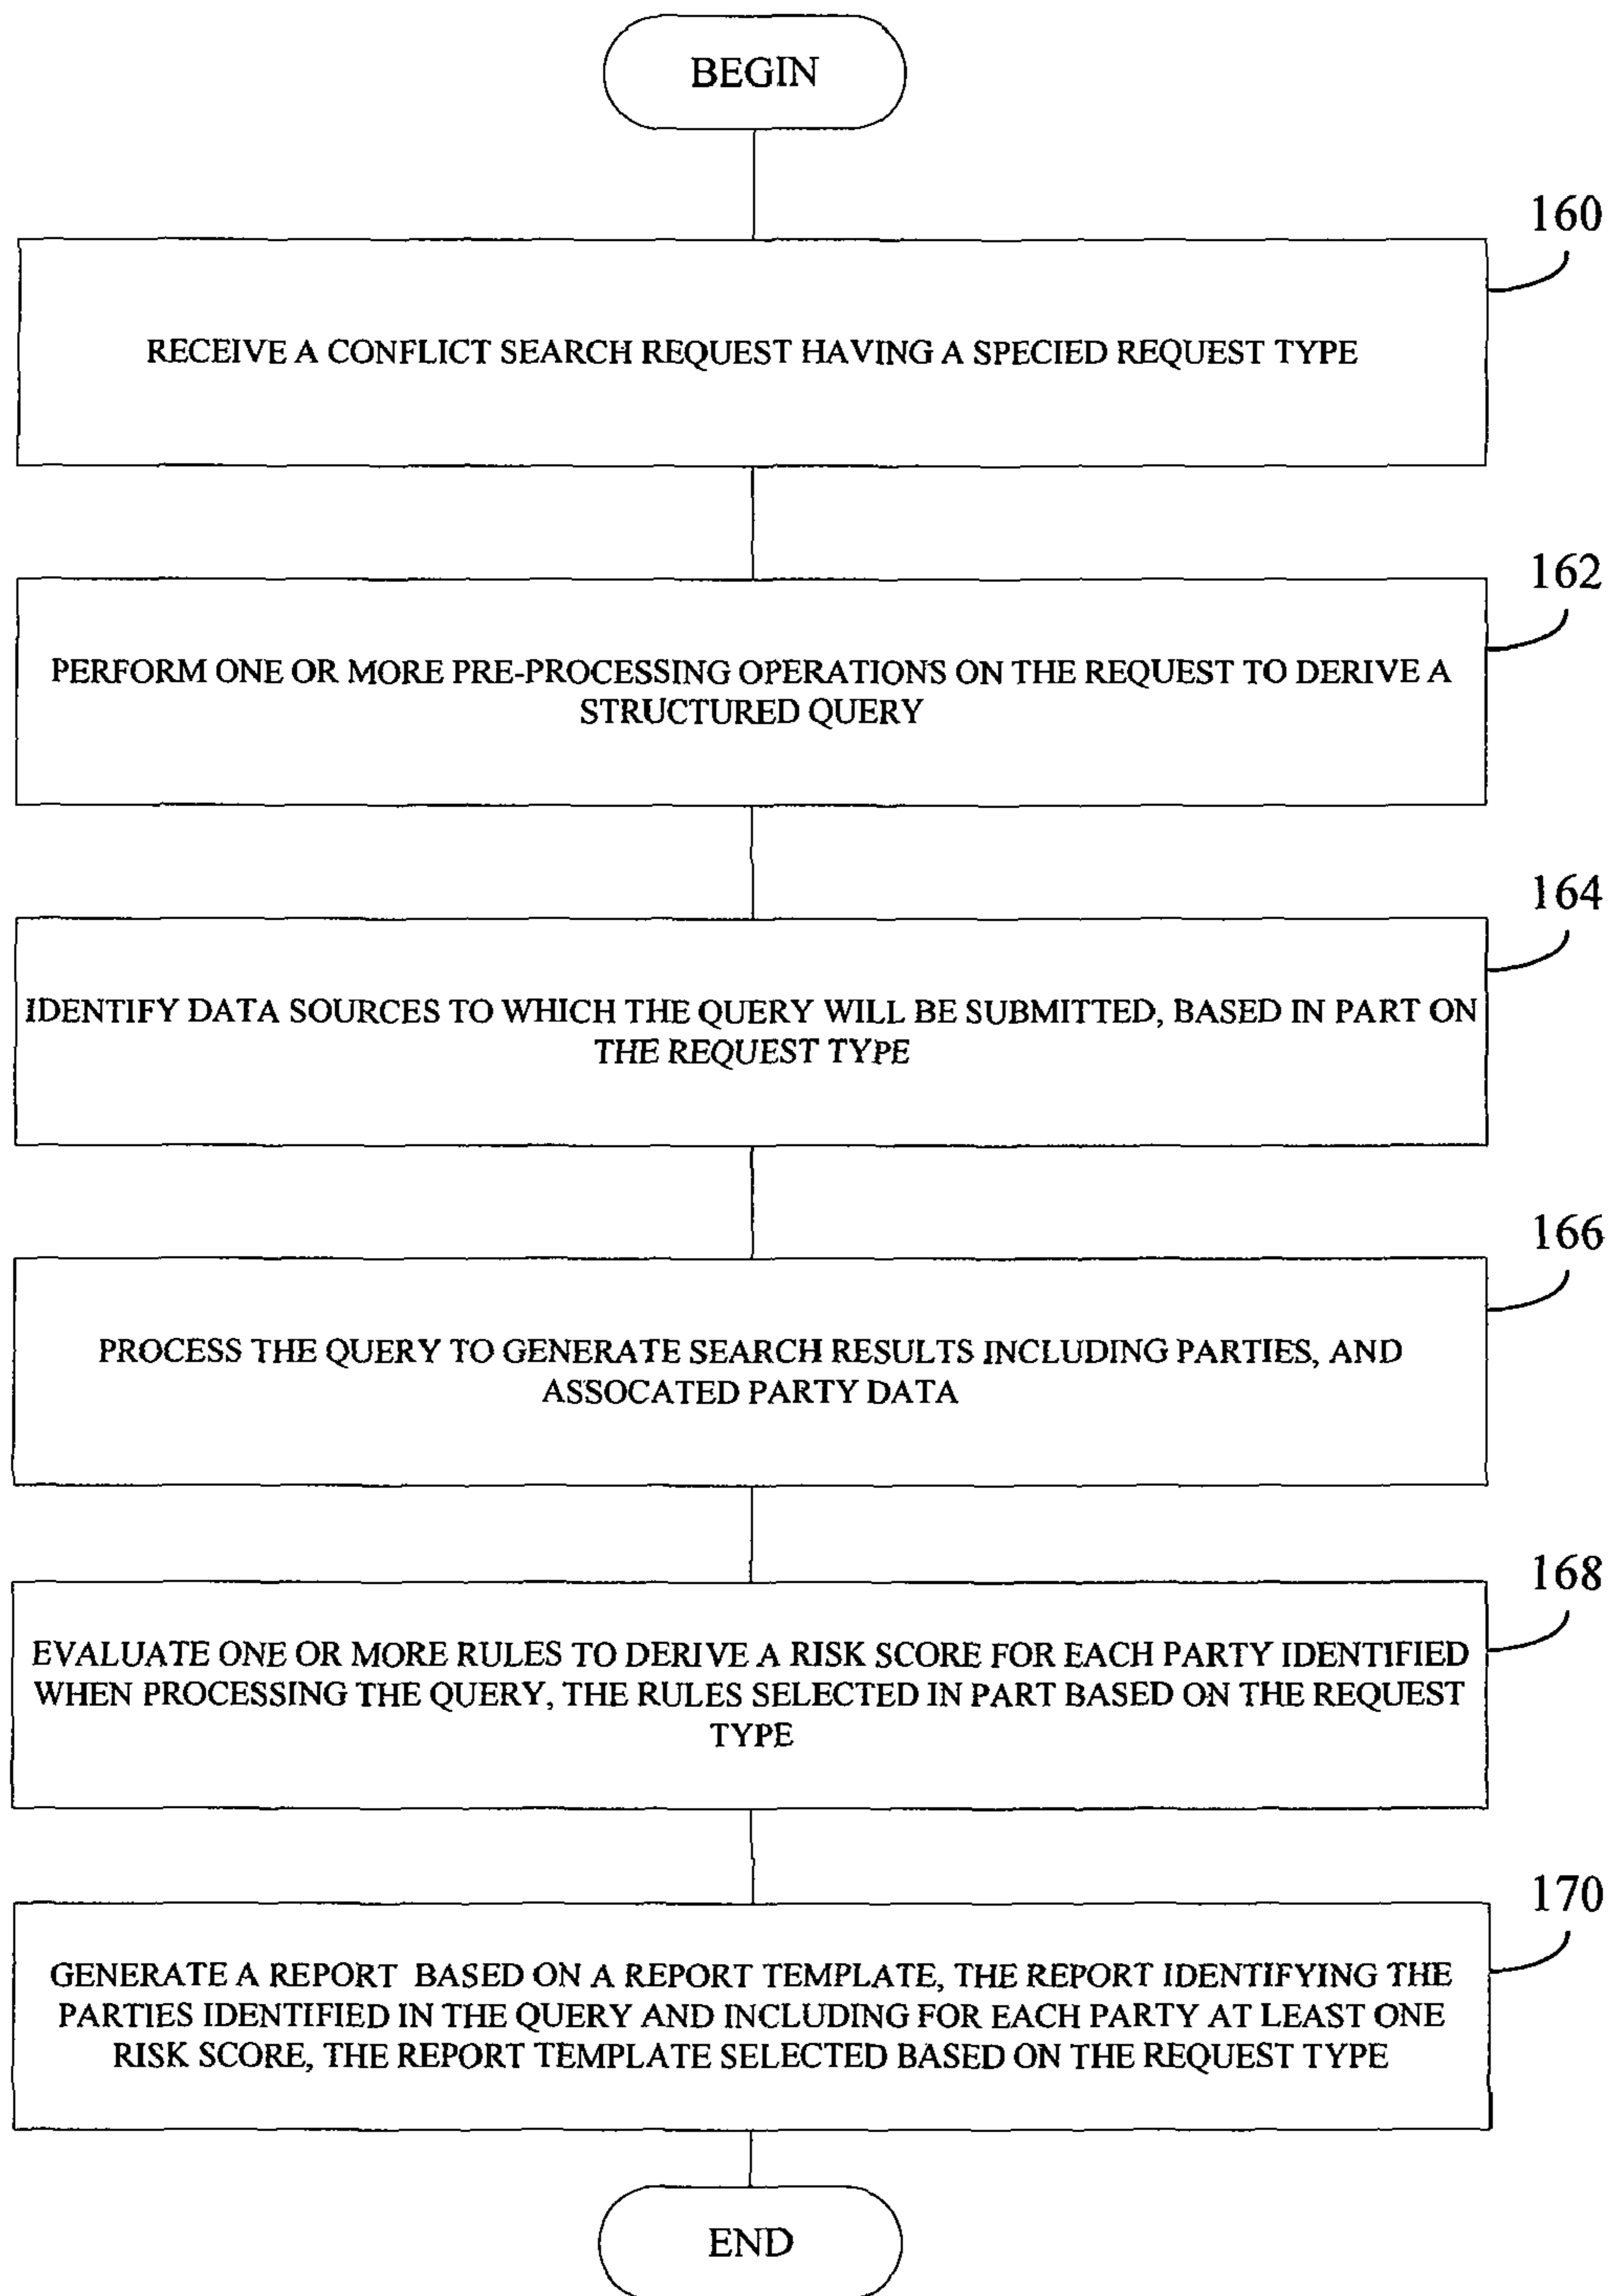 BEGIN
160
RECEIVE A CONFLICT SEARCH REQUEST HAVING A SPECIED REQUEST TYPE
162
PERFORM ONE OR MORE PRE-PROCESSING OPERATIONS ON THE REQUEST TO DERIVE A
STRUCTURED QUERY
164
IDENTIFY DATA SOURCES TO WHICH THE QUERY WILL BE SUBMITTED, BASED IN PART ON
THE REQUEST TYPE
166
PROCESS THE QUERY TO GENERATE SEARCH RESULTS INCLUDING PARTIES, AND
ASSOCATED PARTY DATA
168
EVALUATE ONE OR MORE RULES TO DERIVE A RISK SCORE FOR EACH PARTY IDENTIFIED
WHEN PROCESSING THE QUERY, THE RULES SELECTED IN PART BASED ON THE REQUEST
TYPE
170
GENERATE A REPORT BASED ON A REPORT TEMPLATE, THE REPORT IDENTIFYING THE
PARTIES IDENTIFIED IN THE QUERY AND INCLUDING FOR EACH PARTY AT LEAST ONE
RISK SCORE, THE REPORT TEMPLATE SELECTED BASED ON THE REQUEST TYPE
END